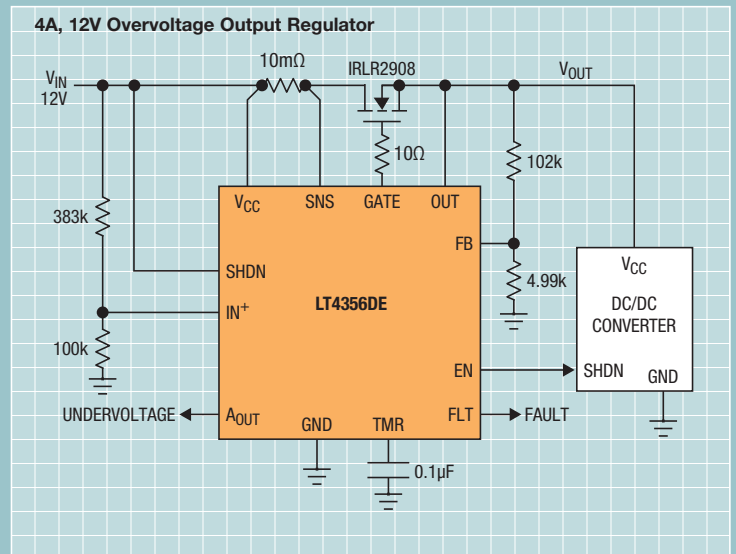 4A, 12V Overvoltage Output Regulator
10mΩ
IRLR2908
VIN
12V
VOUT
10Ω
102k
383k
VCC
SNS
GATE
OUT
FB
4.99k
VCC
SHDN
LT4356DE
DC/DC
CONVERTER
IN+
100k
EN
SHDN
GND
UNDERVOLTAGE
AOUT
GND
TMR
FLT
FAULT
0.1µF